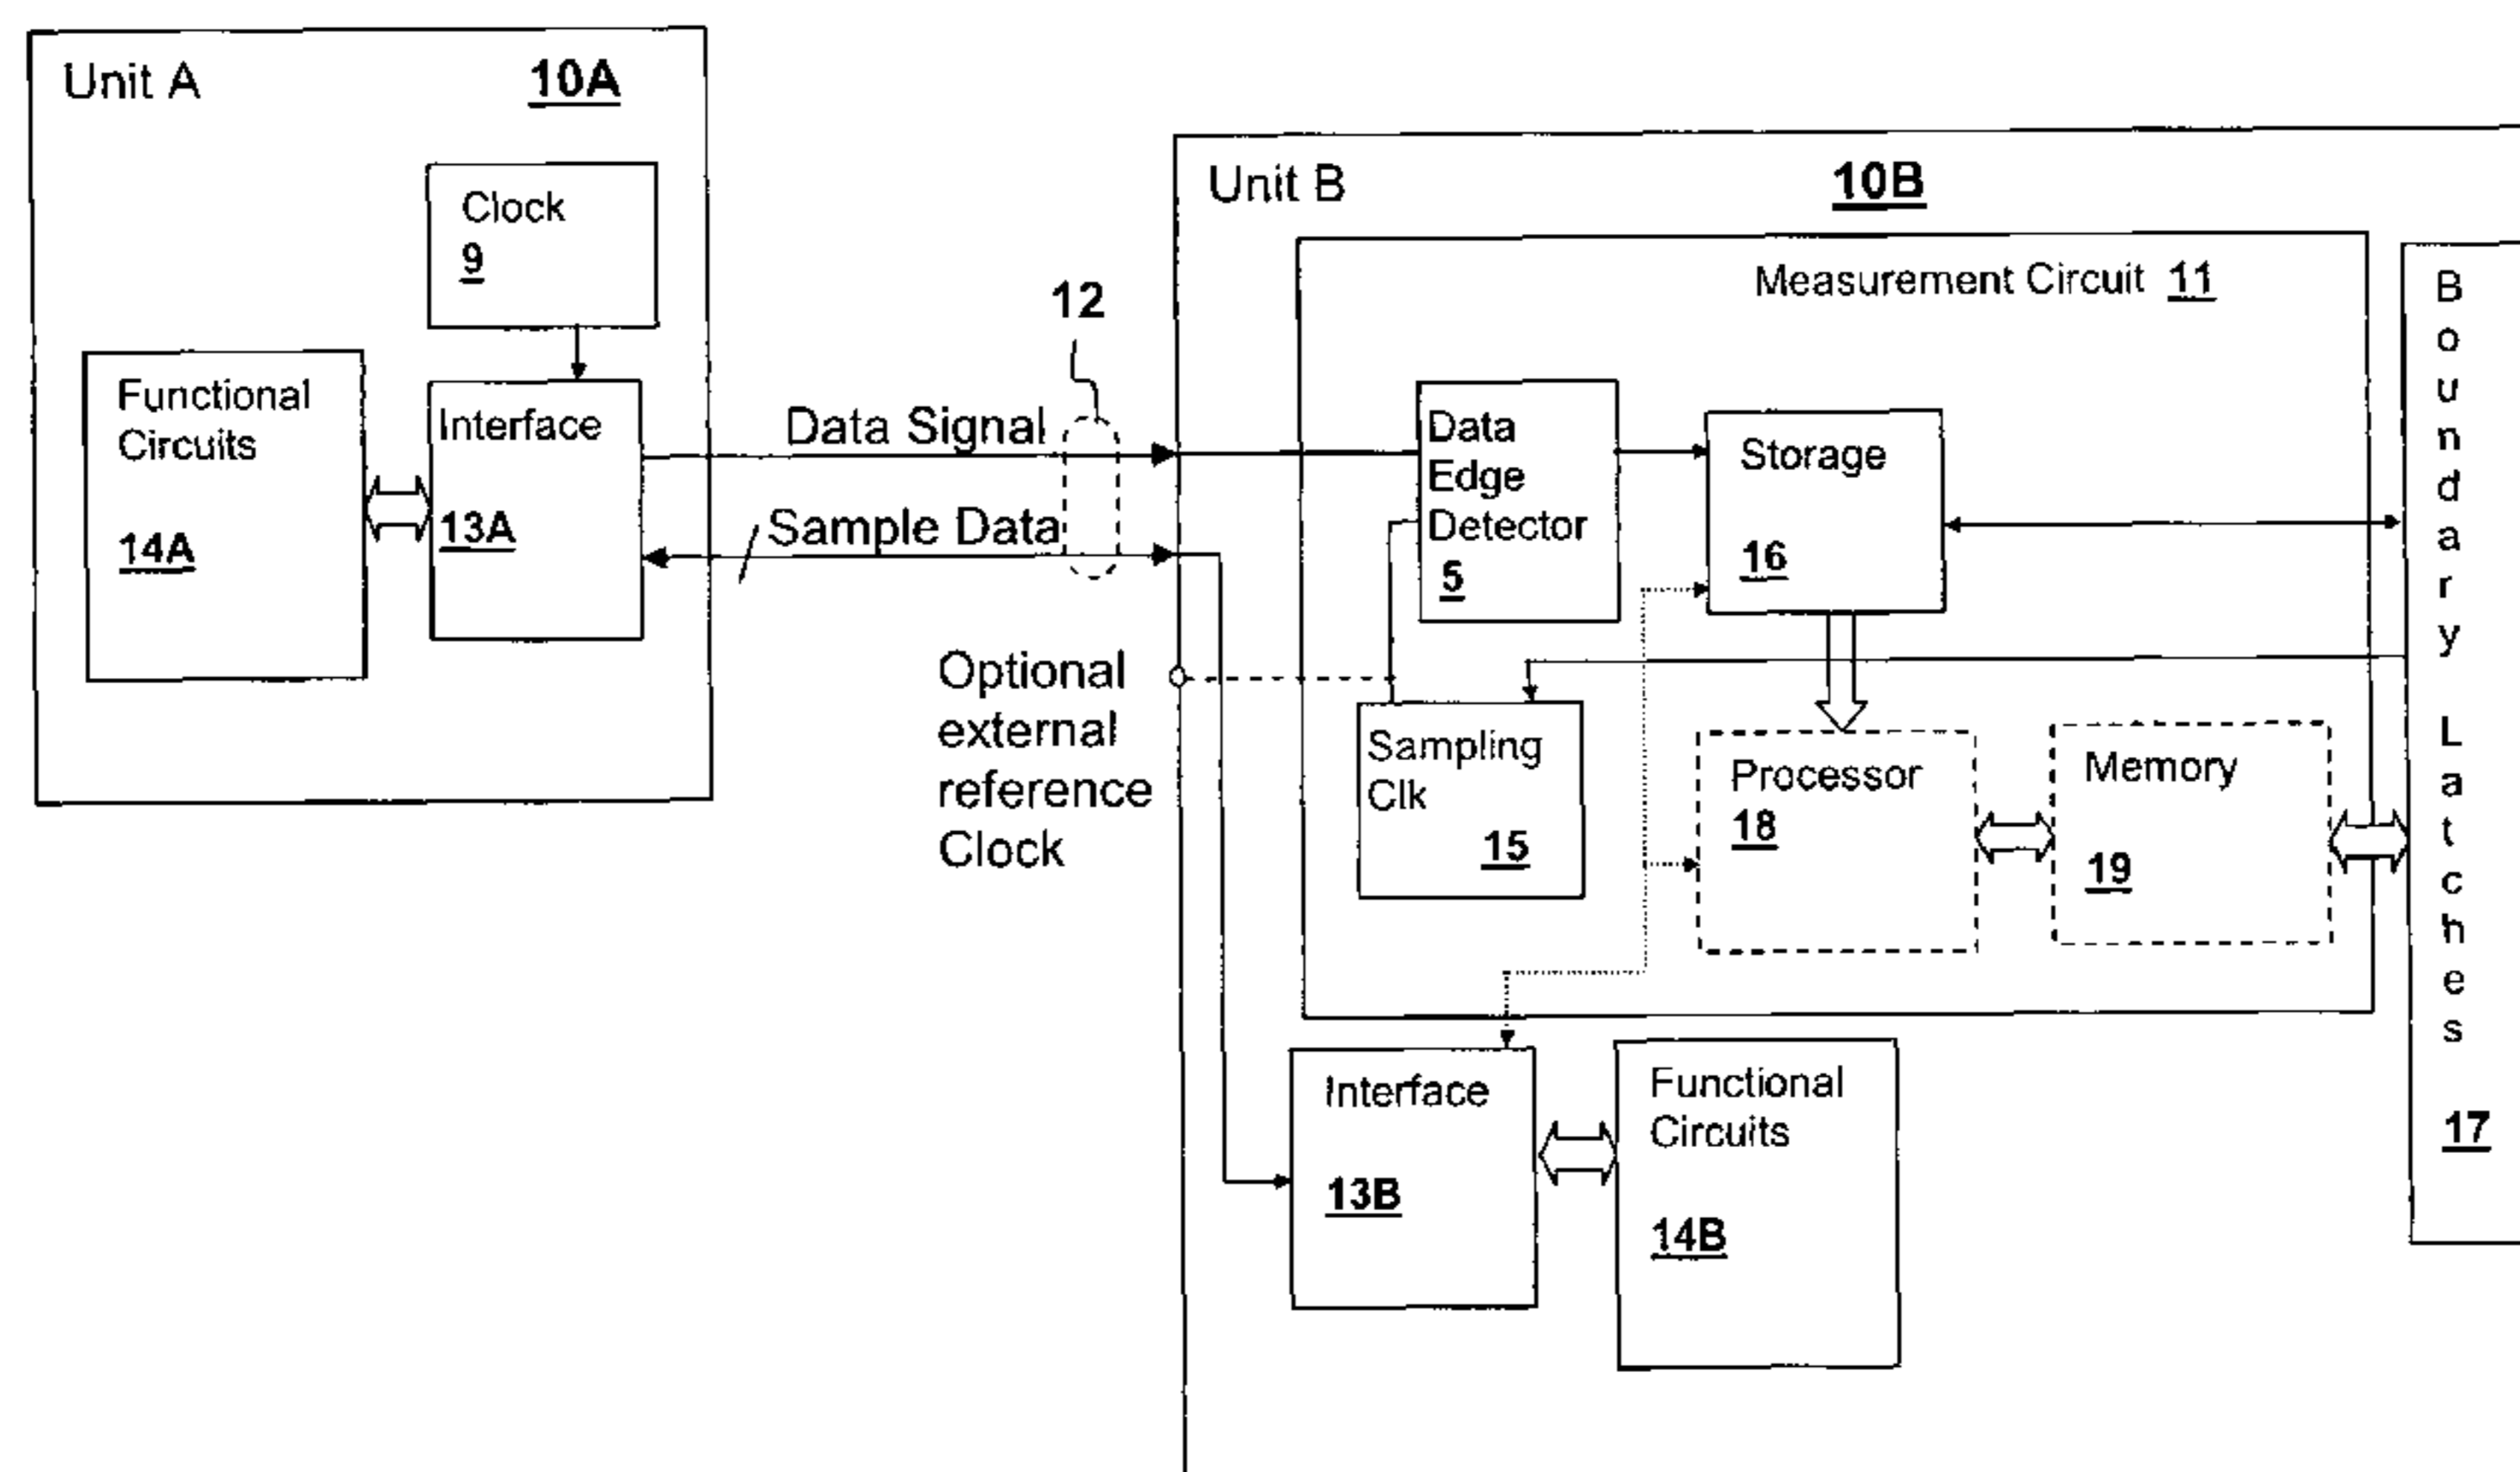 Unit A
10A
Clock
9
Functional
Circuits
14A
Interface
13A
Data Signal
Sample Data
12
Optional
external
reference
Clock
Unit B
10B
Measurement Circuit 11
Data
Edge
Detector
5
Storage
16
Sampling
Clk
15
Processor
18
Memory
19
Interface
13B
Functional
Circuits
14B
Boundary Latches
17